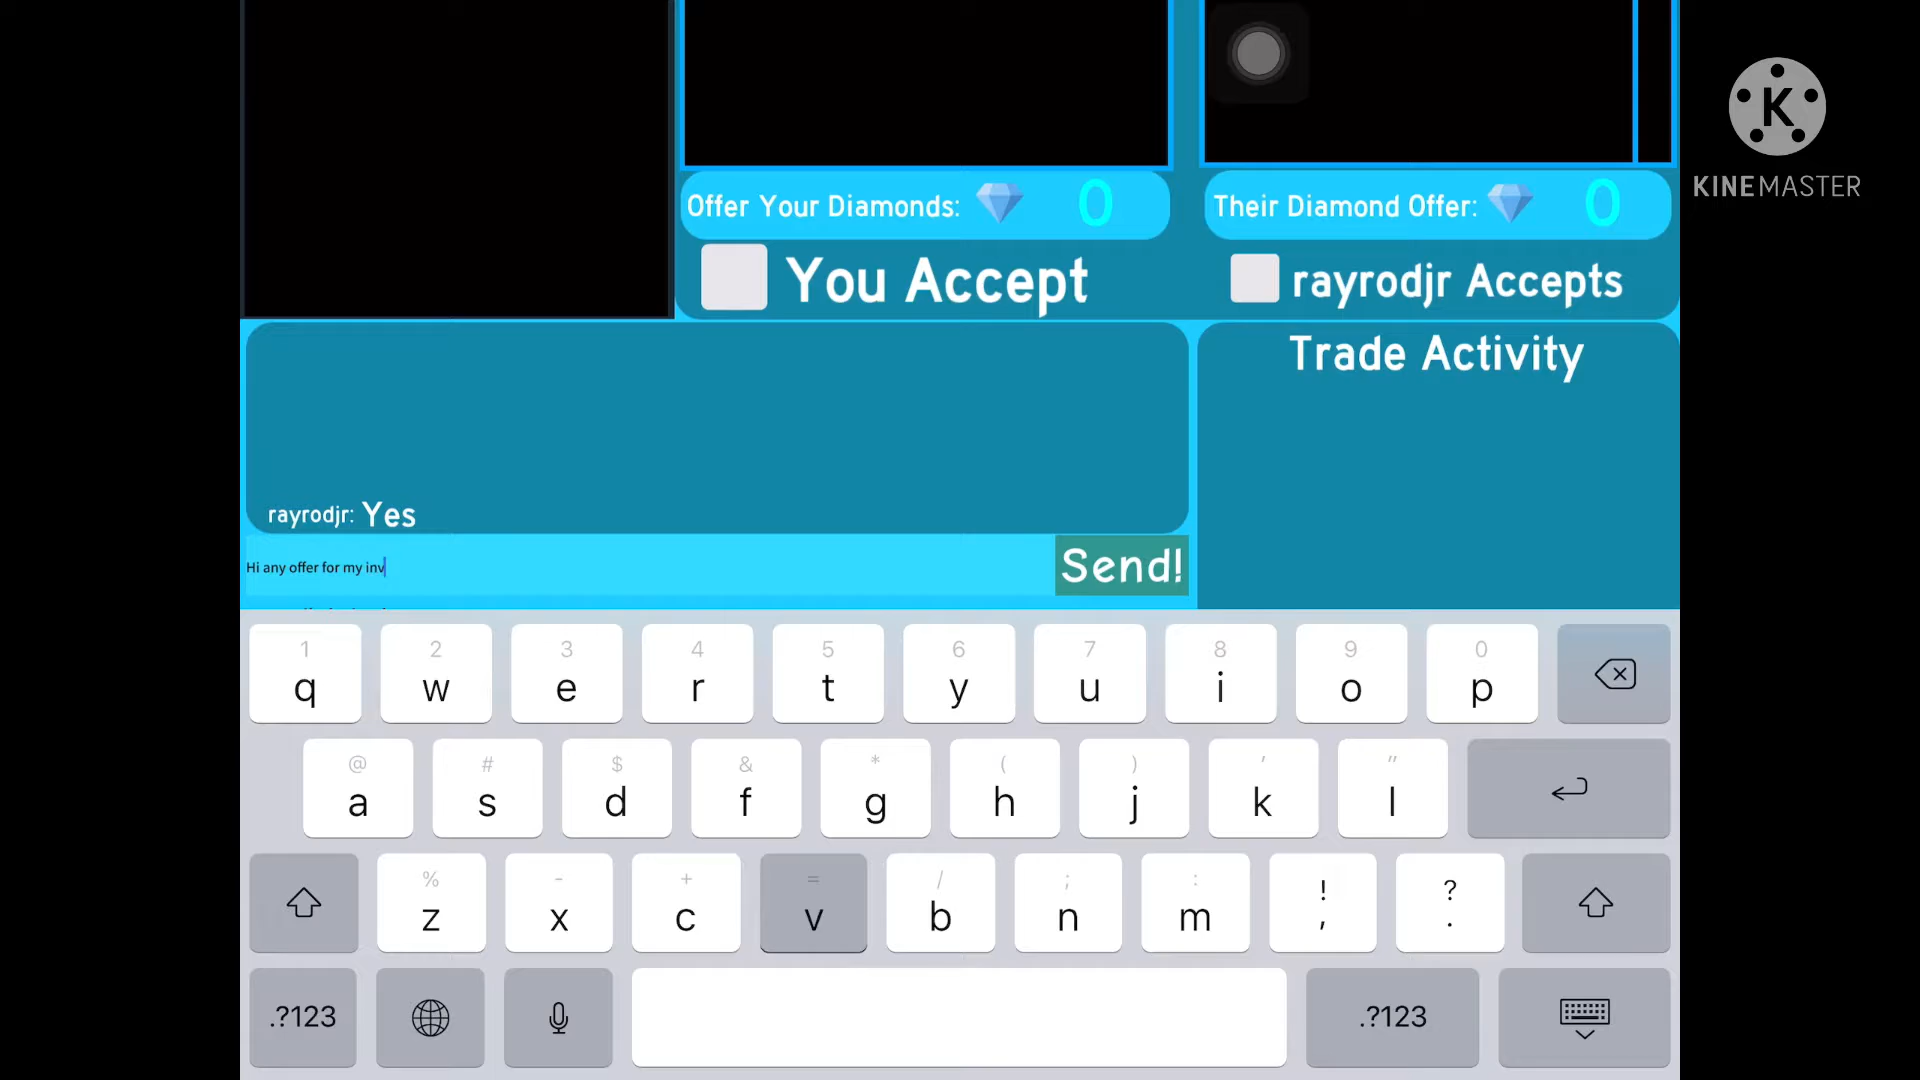 K
KINEMASTER
Offer Your Diamonds: 0
Their Diamond Offer: 0
You Accept
rayrodjr Accepts
Trade Activity
rayrodjr: Yes
Hi any offer for my inv
Send!
1 2 3 4 5 6 7 8 9 0
q w e r t y u i o p
@ # $ & * ( ) ' "
a s d f g h j k l
% - + = / ; : ! ?
z x c v b n m , .
.?123 .?123